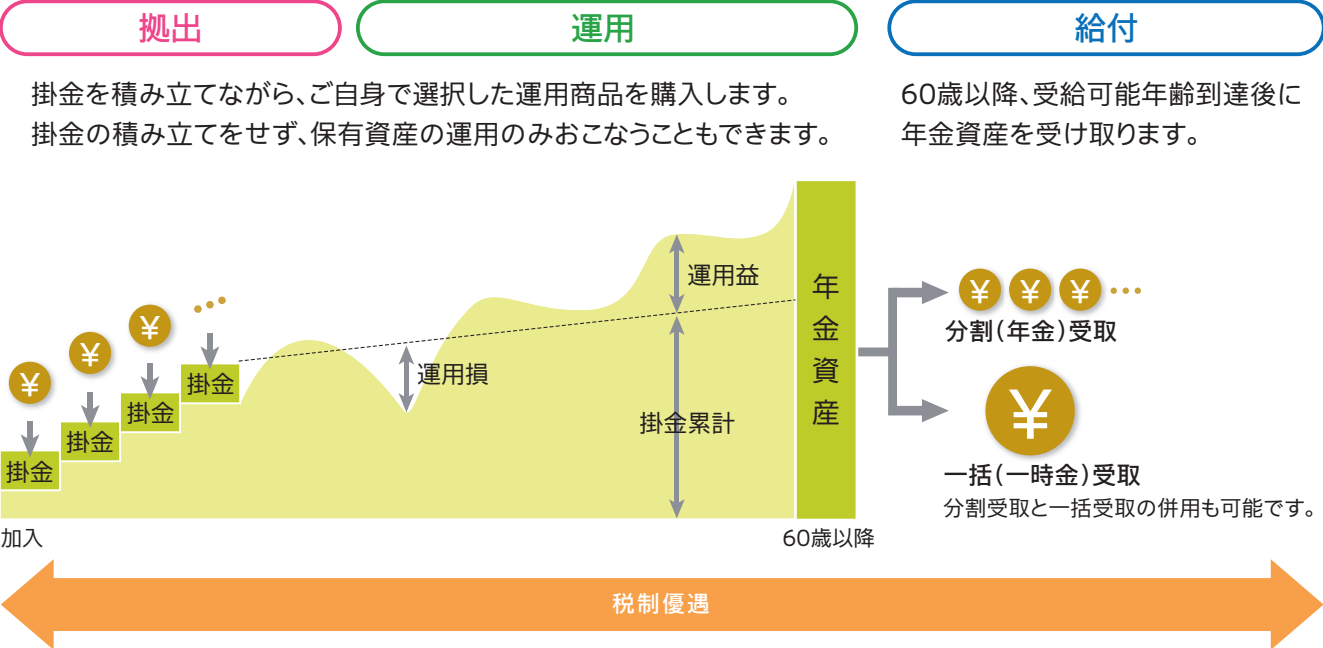 拠出
運用
給付
掛金を積み立てながら、ご自身で選択した運用商品を購入します。
掛金の積み立てをせず、保有資産の運用のみおこなうこともできます。
60歳以降、受給可能年齢到達後に
年金資産を受け取ります。
¥
¥
¥
掛金
掛金
掛金
掛金
運用損
運用益
掛金累計
年金資産
¥ ¥ ¥ …
分割(年金)受取
¥
一括(一時金)受取
分割受取と一括受取の併用も可能です。
加入
60歳以降
税制優遇